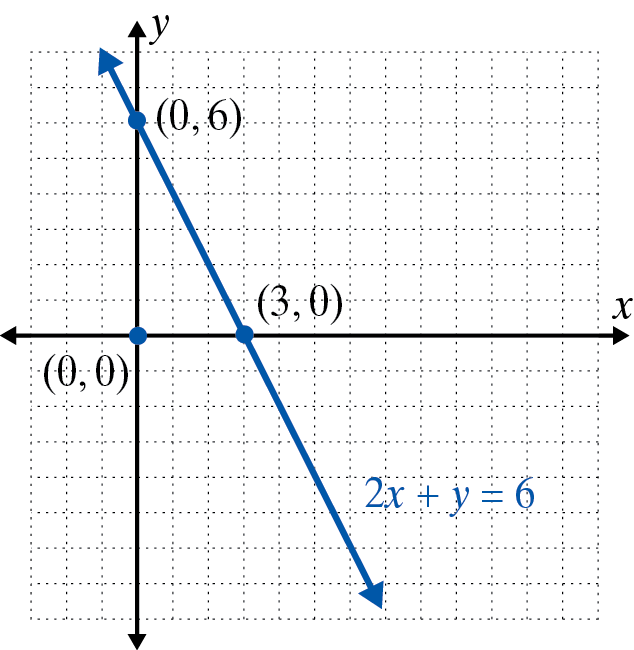 y
(0, 6)
(3, 0)
x
(0, 0)
2x + y = 6